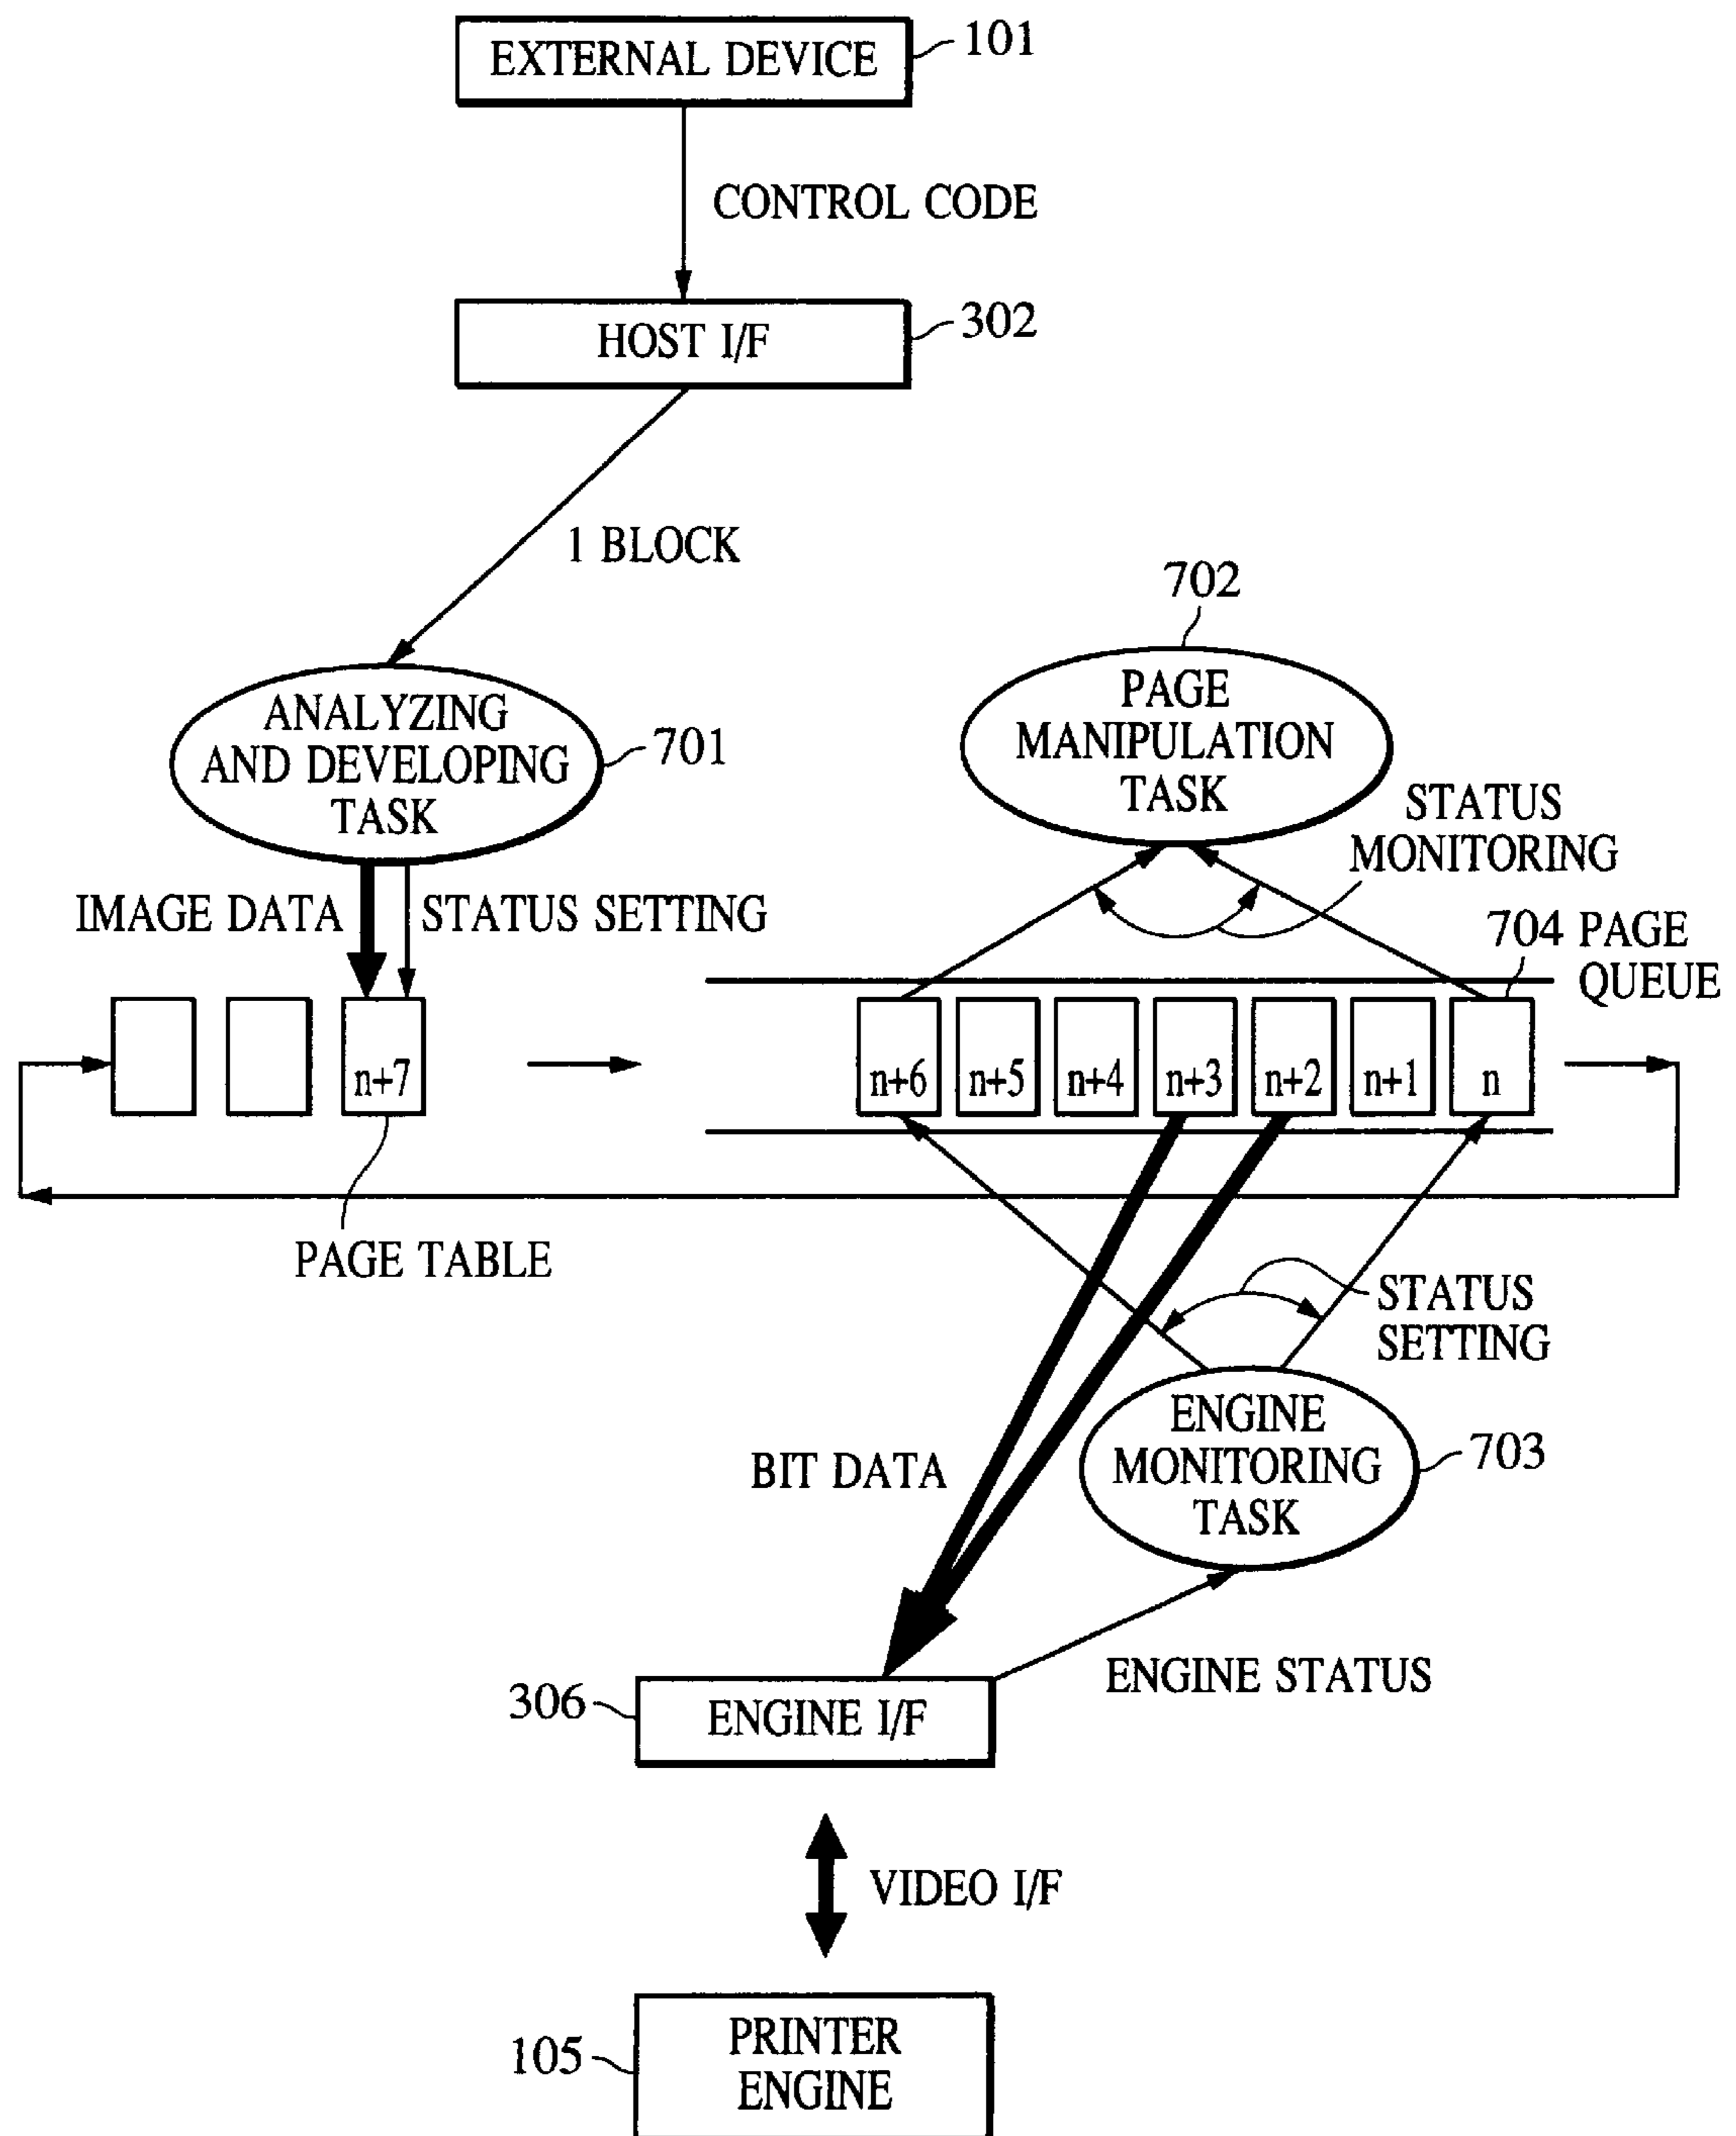 EXTERNAL DEVICE
101
CONTROL CODE
HOST I/F
302
1 BLOCK
702
PAGE
MANIPULATION
TASK
ANALYZING
AND DEVELOPING
TASK
701
STATUS
MONITORING
IMAGE DATA
STATUS SETTING
704 PAGE
QUEUE
n+7
n+6
n+5
n+4
n+3
n+2
n+1
n
PAGE TABLE
STATUS
SETTING
ENGINE
MONITORING
TASK
703
BIT DATA
ENGINE STATUS
306
ENGINE I/F
VIDEO I/F
105
PRINTER
ENGINE